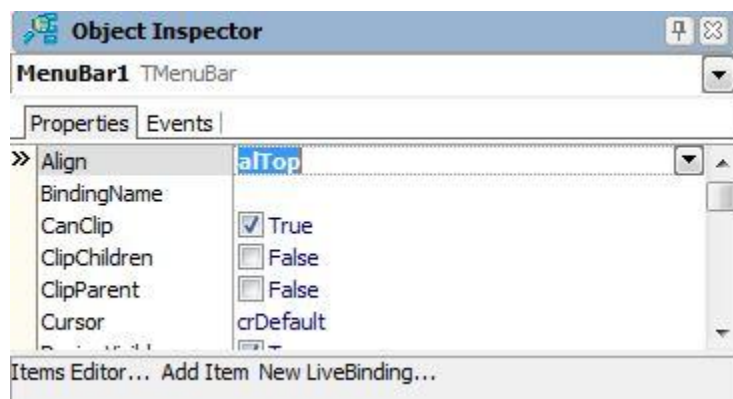 Object Inspector
MenuBar1 TMenuBar
Properties Events
Align alTop
BindingName
CanClip True
ClipChildren False
ClipParent False
Cursor crDefault
Items Editor... Add Item New LiveBinding...